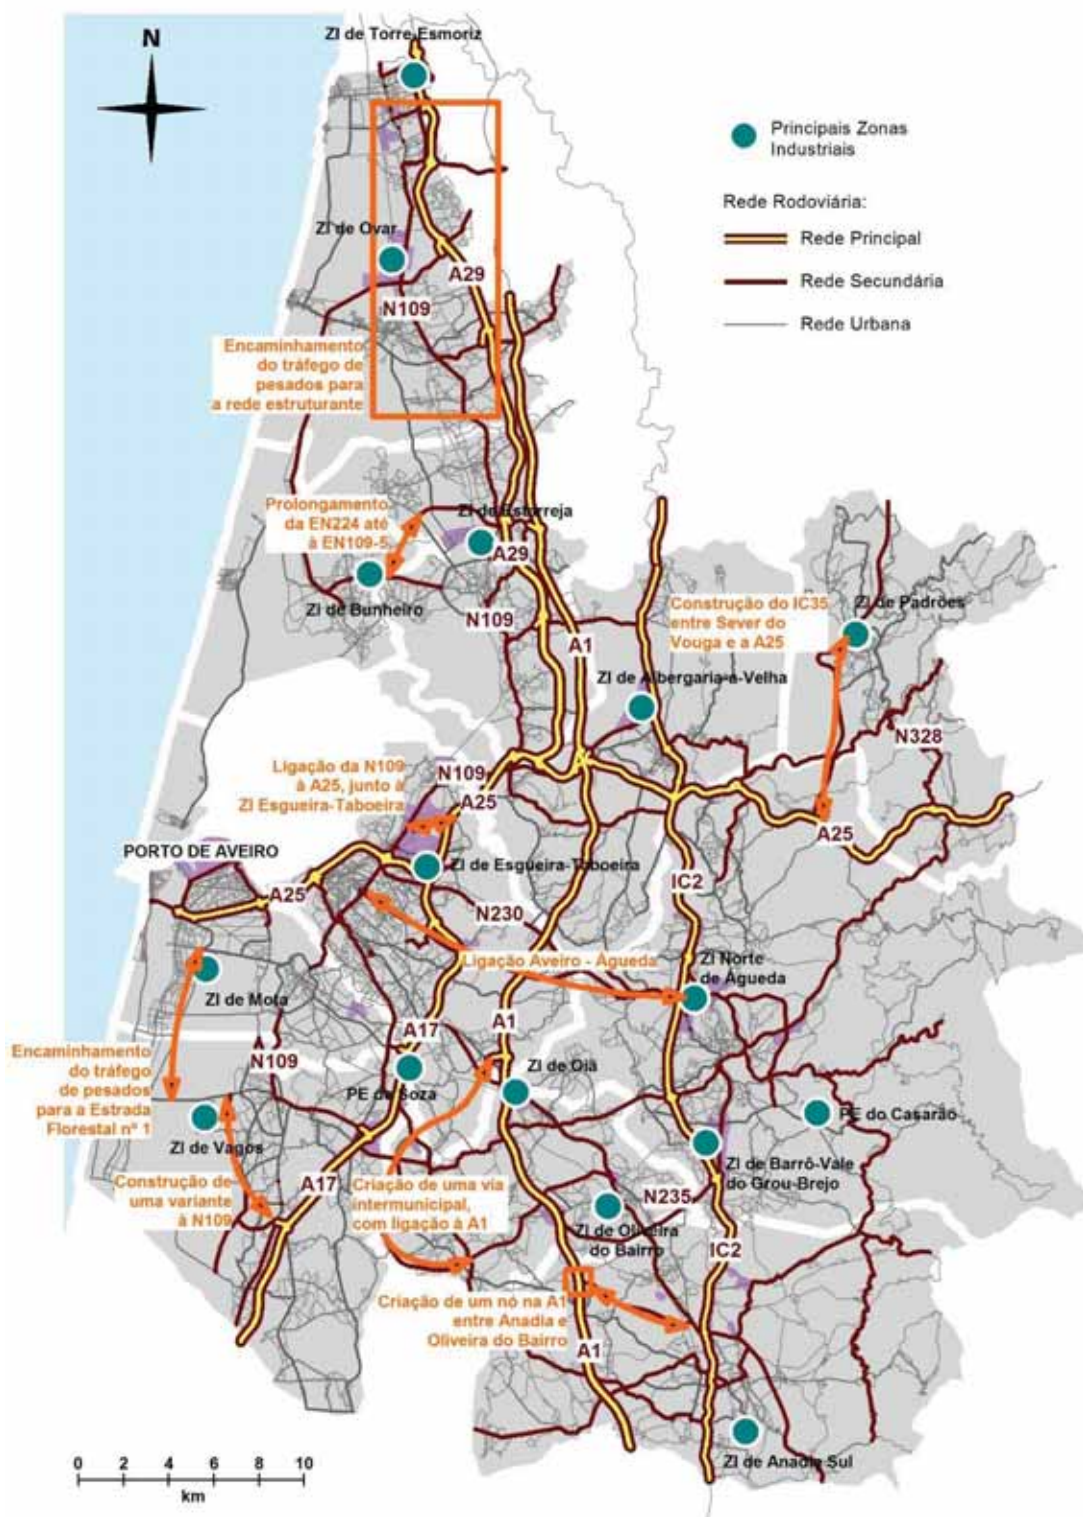 ZI de Torre-Esmoriz
N
Principais Zonas
Industriais
Rede Rodoviária:
Rede Principal
Rede Secundária
Rede Urbana
ZI de Ovar
A29
N109
Encaminhamento
do tráfego de
pesados para
a rede estruturante
Prolongamento
da EN224 até
à EN109-5
ZI de Estarreja
A29
ZI de Bunheiro
N109
A1
Construção do IC35
entre Sever do
Vouga e a A25
ZI de Padrões
ZI de Albergaria-a-Velha
N328
Ligação da N109
à A25, junto à
ZI Esgueira-Taboeira
N109
A25
A25
PORTO DE AVEIRO
ZI de Esgueira-Taboeira
A25
IC2
N230
Ligação Aveiro - Águeda
ZI Norte
de Águeda
ZI de Mota
A17
A1
N109
Encaminhamento
do tráfego
de pesados
para a Estrada
Florestal nº 1
PE de Soza
ZI de Oiã
ZI de Vagos
PE do Casarão
ZI de Barrô-Vale
do Grou-Brejo
Construção de
uma variante
à N109
A17
Criação de uma via
intermunicipal,
com ligação à A1
N235
ZI de Oliveira
do Bairro
IC2
Criação de um nó na A1
entre Anadia e
Oliveira do Bairro
A1
ZI de Anadia Sul
0 2 4 6 8 10
km